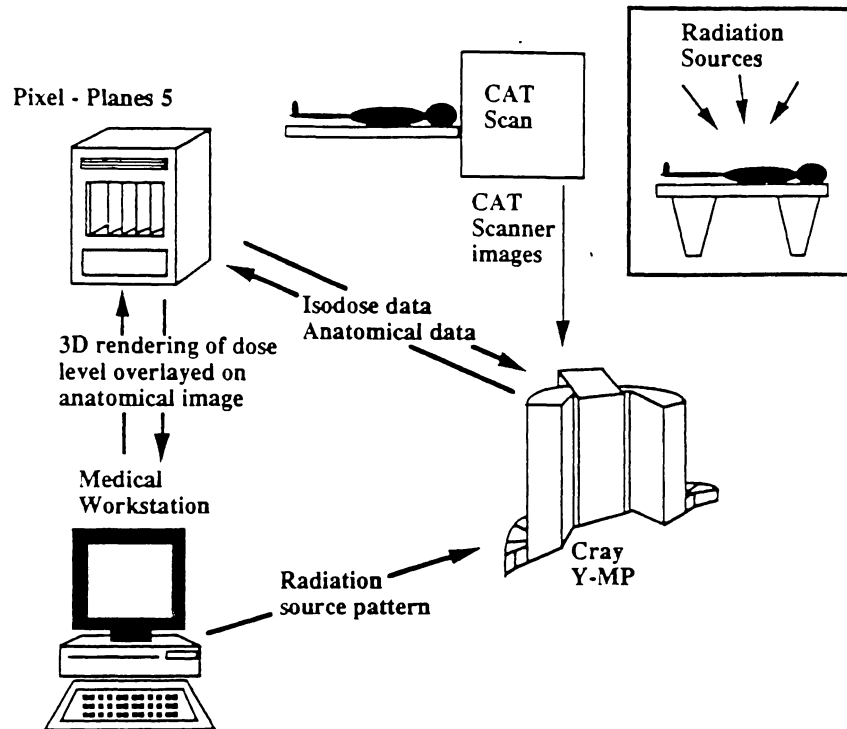 Pixel - Planes 5
CAT
Scan
Radiation
Sources
CAT
Scanner
images
Isodose data
Anatomical data
3D rendering of dose
level overlayed on
anatomical image
Medical
Workstation
Radiation
source pattern
Cray
Y-MP